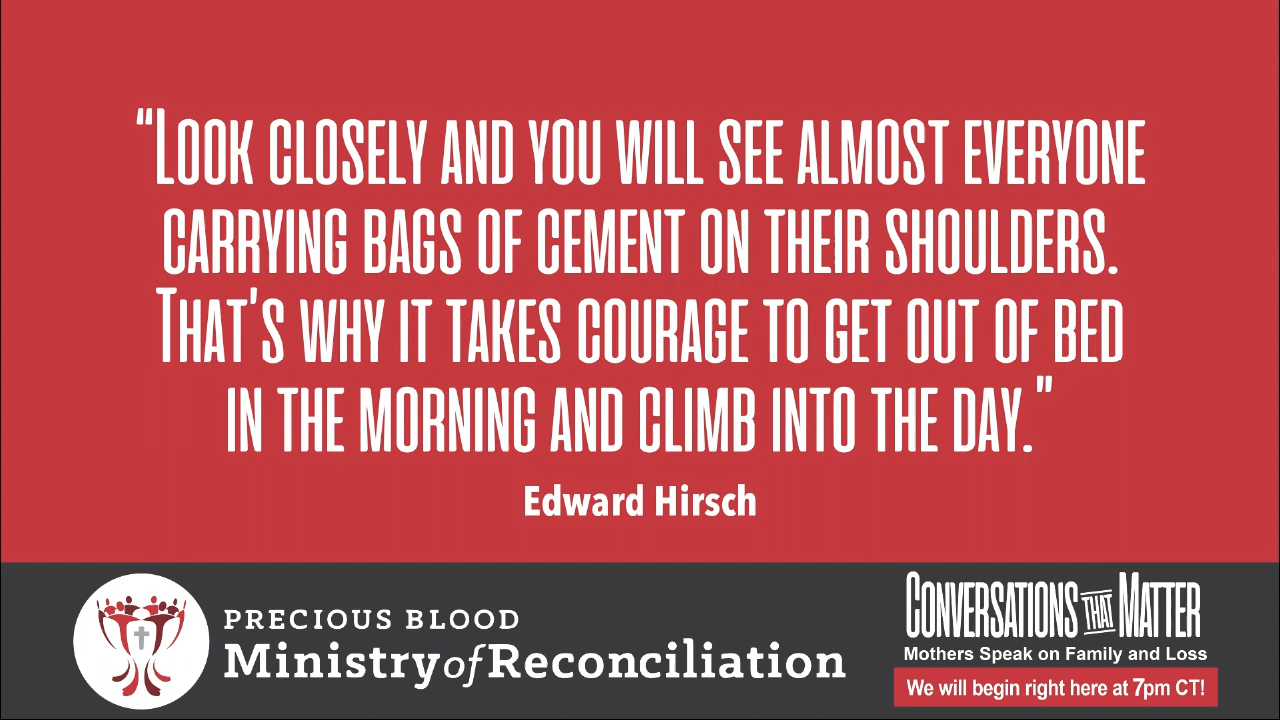 “Look closely and you will see almost everyone
carrying bags of cement on their shoulders.
That's why it takes courage to get out of bed
in the morning and climb into the day."
Edward Hirsch
PRECIOUS BLOOD
Ministry of Reconciliation
Conversations that Matter
Mothers Speak on Family and Loss
We will begin right here at 7pm CT!